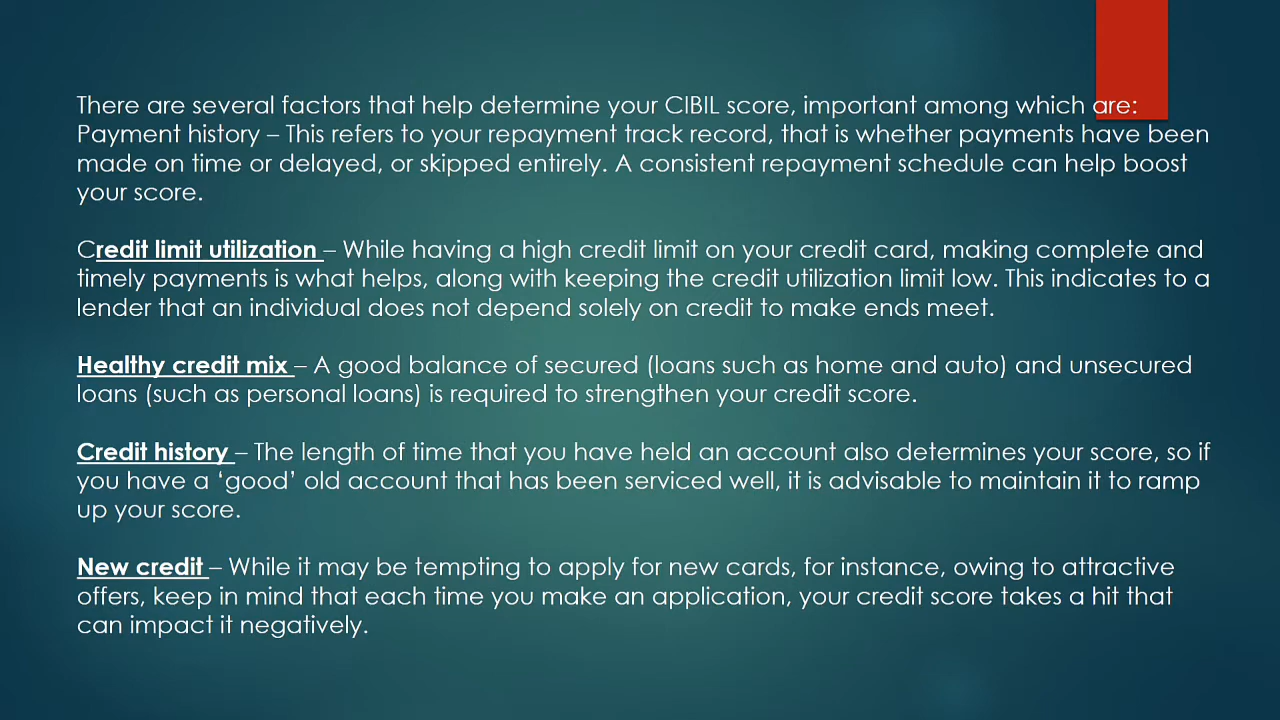 There are several factors that help determine your CIBIL score, important among which are:
Payment history – This refers to your repayment track record, that is whether payments have been
made on time or delayed, or skipped entirely. A consistent repayment schedule can help boost
your score.
Credit limit utilization – While having a high credit limit on your credit card, making complete and
timely payments is what helps, along with keeping the credit utilization limit low. This indicates to a
lender that an individual does not depend solely on credit to make ends meet.
Healthy credit mix – A good balance of secured (loans such as home and auto) and unsecured
loans (such as personal loans) is required to strengthen your credit score.
Credit history – The length of time that you have held an account also determines your score, so if
you have a ‘good’ old account that has been serviced well, it is advisable to maintain it to ramp
up your score.
New credit – While it may be tempting to apply for new cards, for instance, owing to attractive
offers, keep in mind that each time you make an application, your credit score takes a hit that
can impact it negatively.